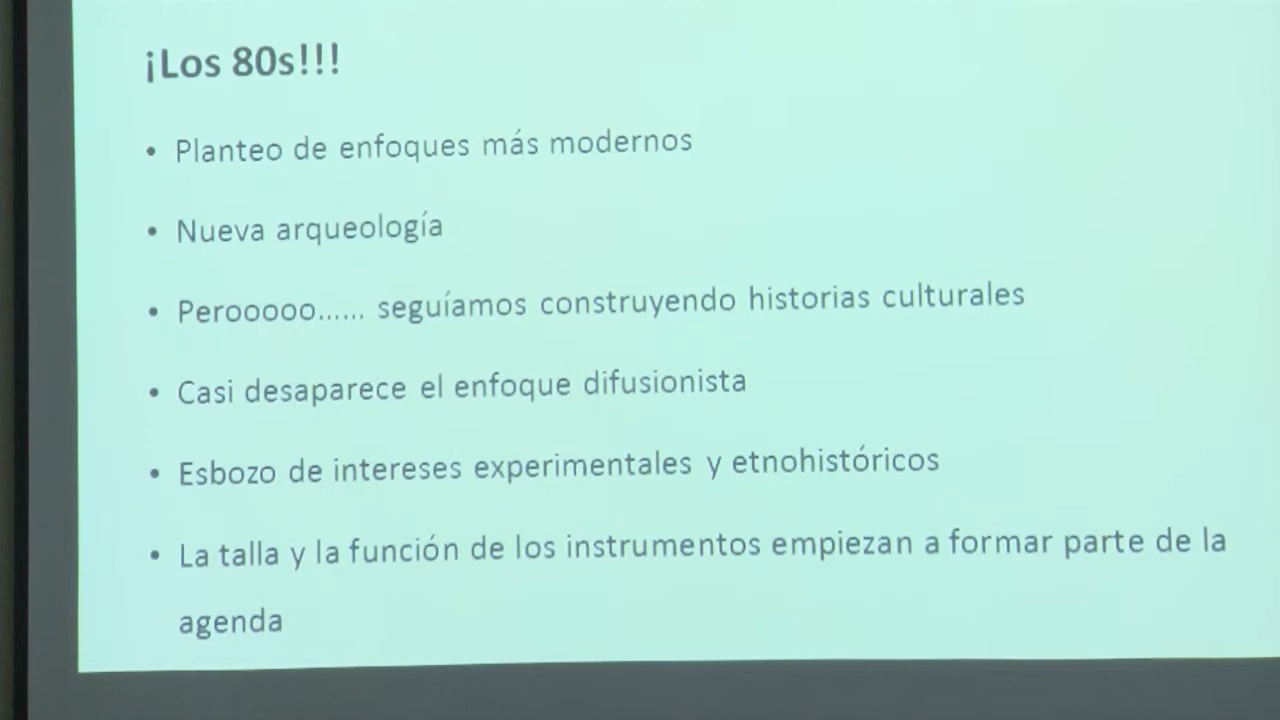 ¡Los 80s!!!
• Planteo de enfoques más modernos
• Nueva arqueología
• Perooooo...... seguíamos construyendo historias culturales
• Casi desaparece el enfoque difusionista
• Esbozo de intereses experimentales y etnohistóricos
• La talla y la función de los instrumentos empiezan a formar parte de la
agenda